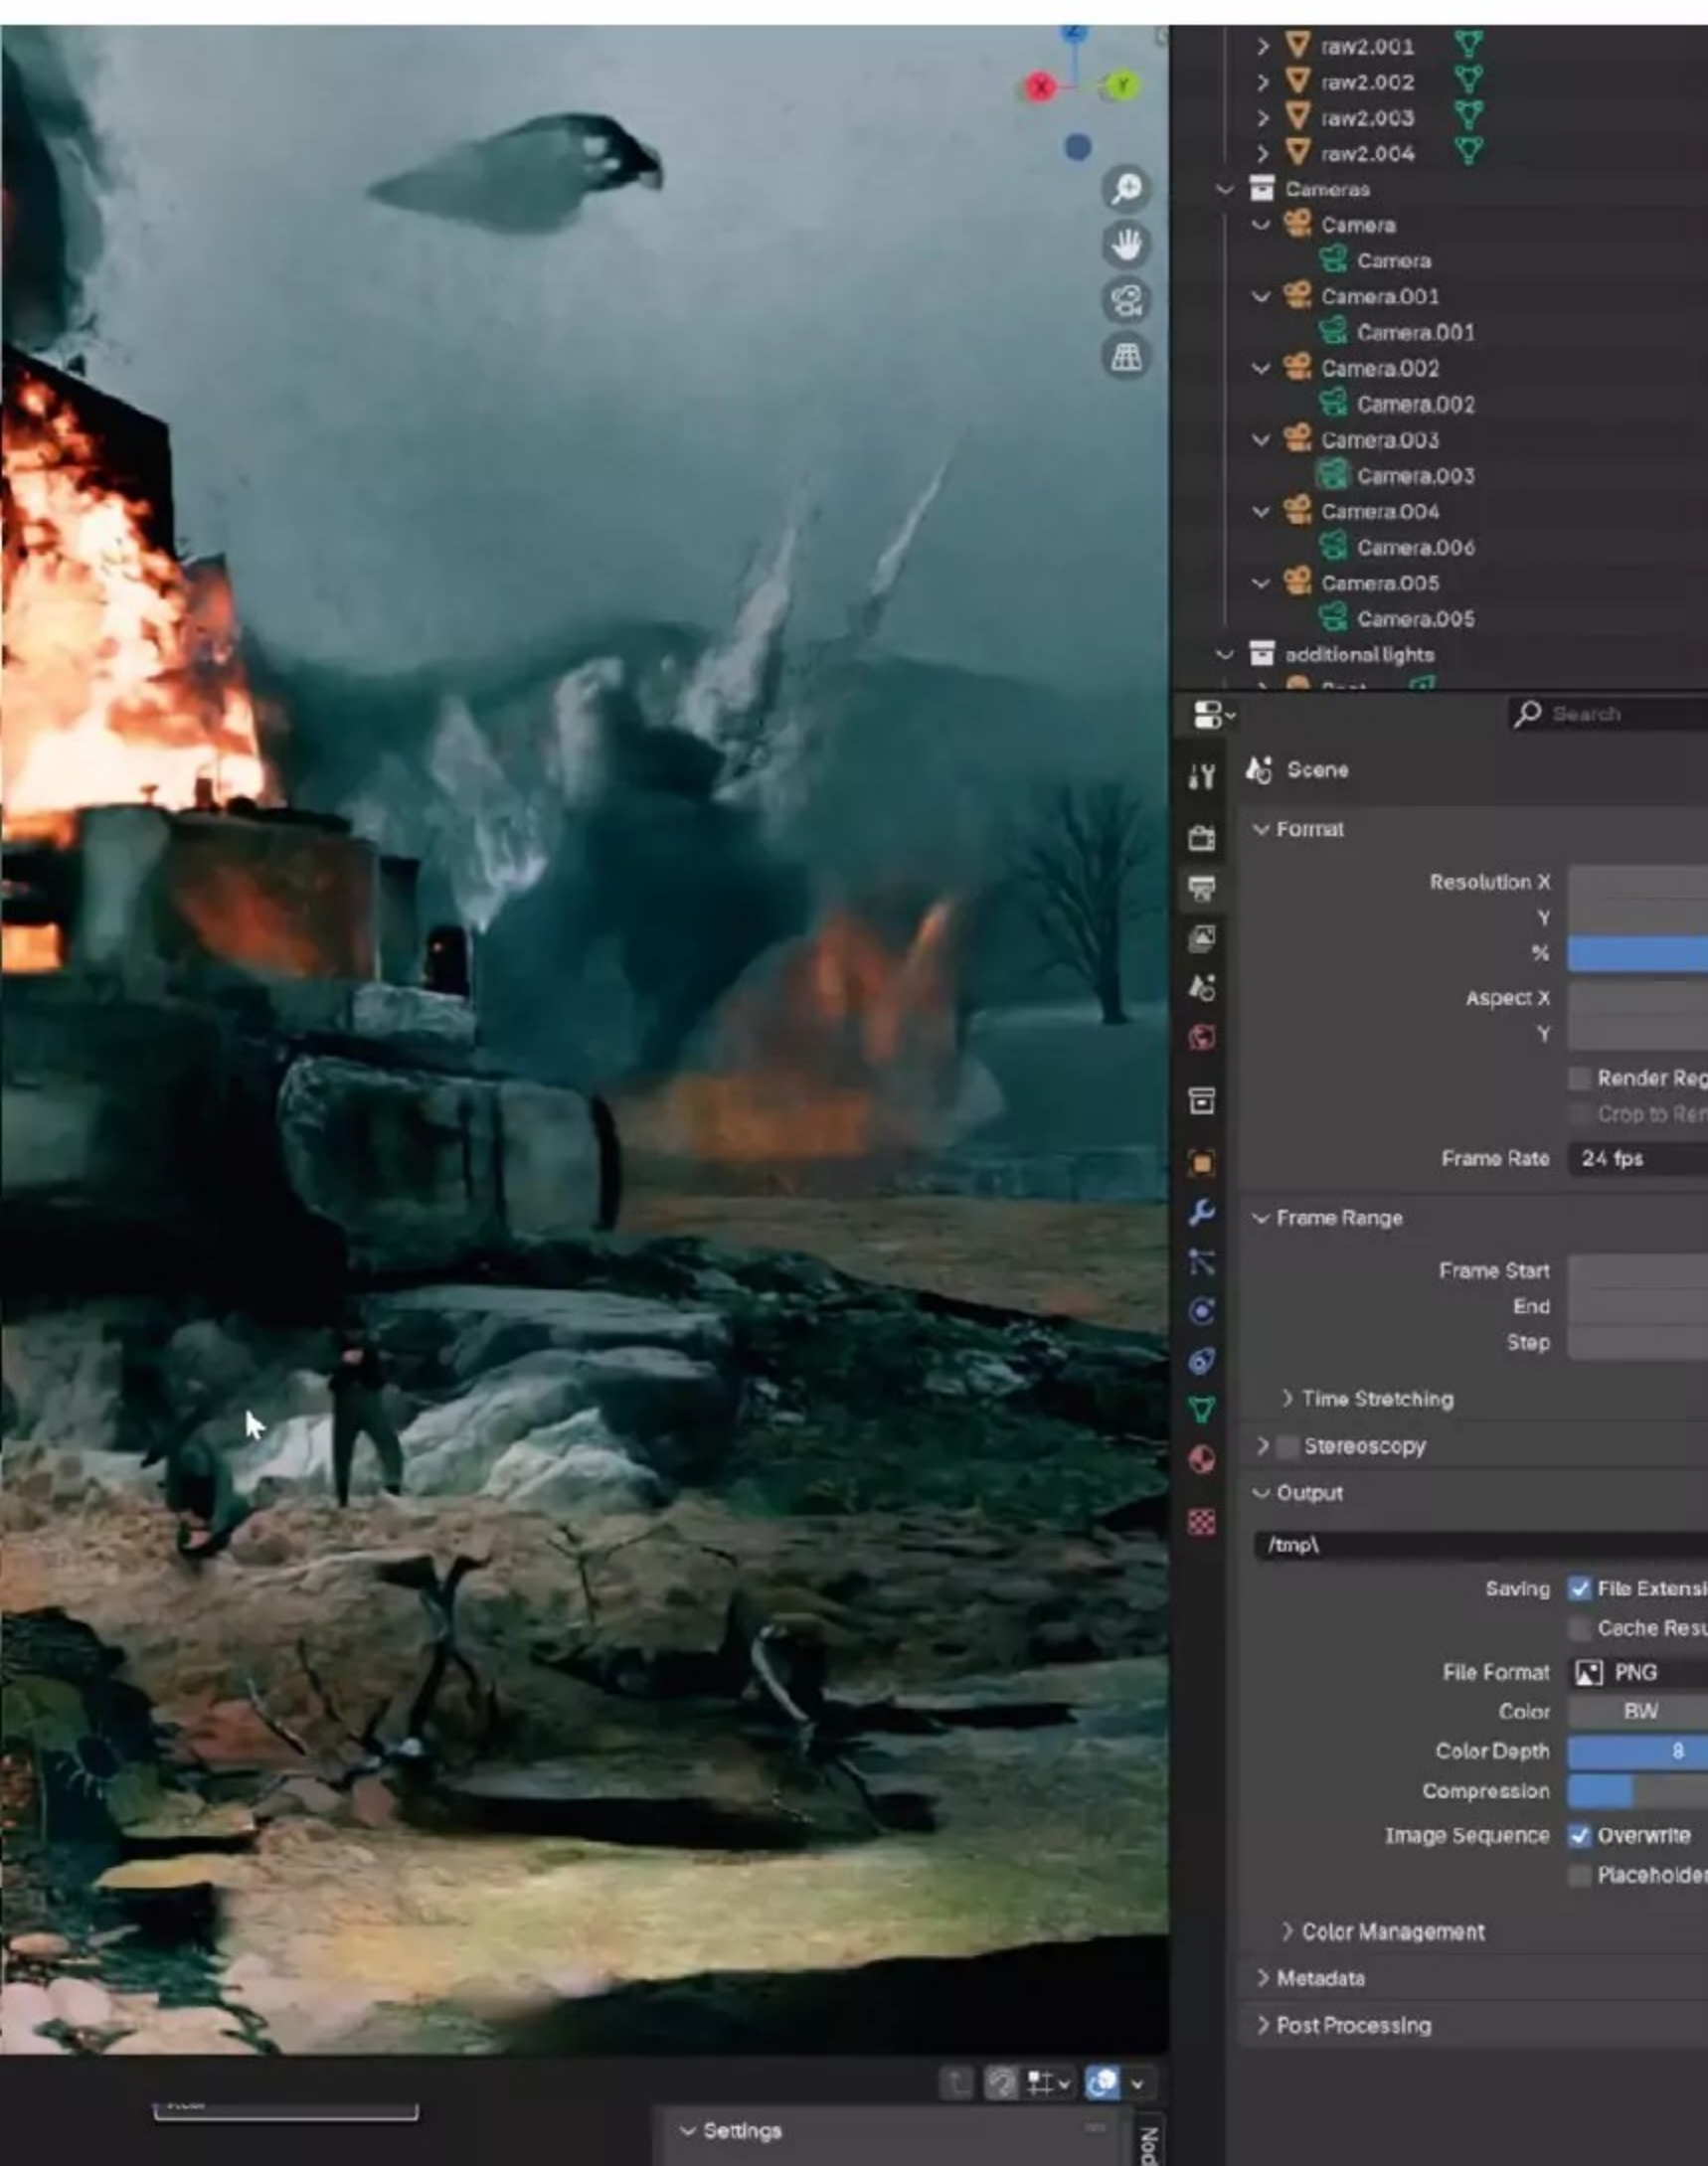 Z
X
Y
raw2.001
raw2.002
raw2.003
raw2.004
Cameras
Camera
Camera
Camera.001
Camera.001
Camera.002
Camera.002
Camera.003
Camera.003
Camera.004
Camera.006
Camera.005
Camera.005
additional lights
Search
Scene
Format
Resolution X
Y
%
Aspect X
Y
Render Reg
Crop to Ren
Frame Rate 24 fps
Frame Range
Frame Start
End
Step
Time Stretching
Stereoscopy
Output
/tmp\
Saving File Extensi
Cache Resu
File Format PNG
Color BW
Color Depth 8
Compression
Image Sequence Overwrite
Placeholder
Color Management
Metadata
Post Processing
Settings
Nod